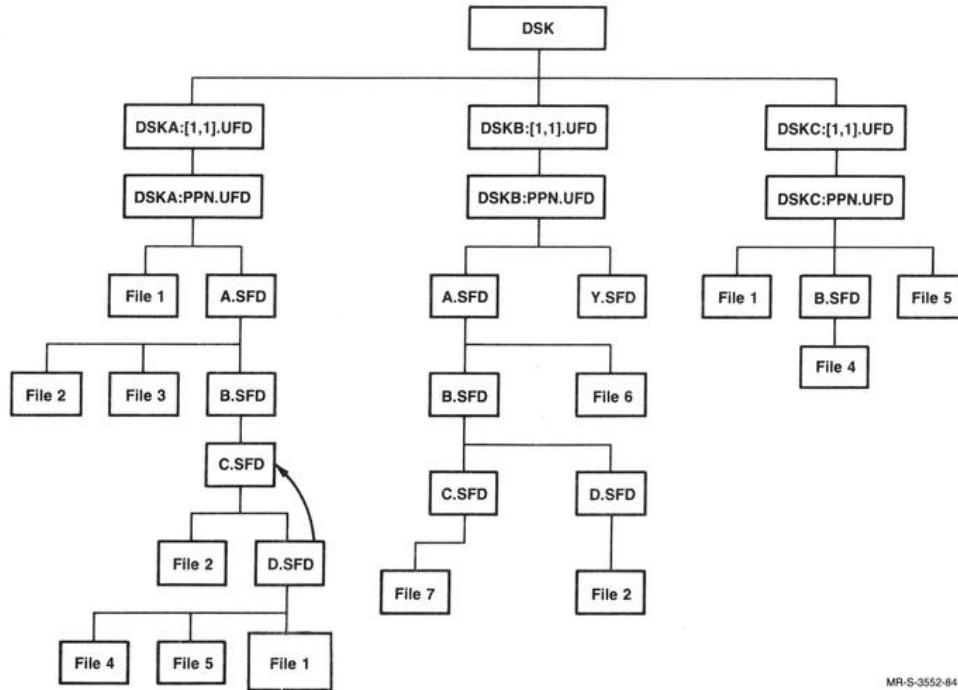 DSK
DSKA:[1,1].UFD
DSKB:[1,1].UFD
DSKC:[1,1].UFD
DSKA:PPN.UFD
DSKB:PPN.UFD
DSKC:PPN.UFD
File 1
A.SFD
A.SFD
Y.SFD
File 1
B.SFD
File 5
File 2
File 3
B.SFD
B.SFD
File 6
File 4
C.SFD
C.SFD
D.SFD
File 2
D.SFD
File 7
File 2
File 4
File 5
File 1
MR-S-3552-84